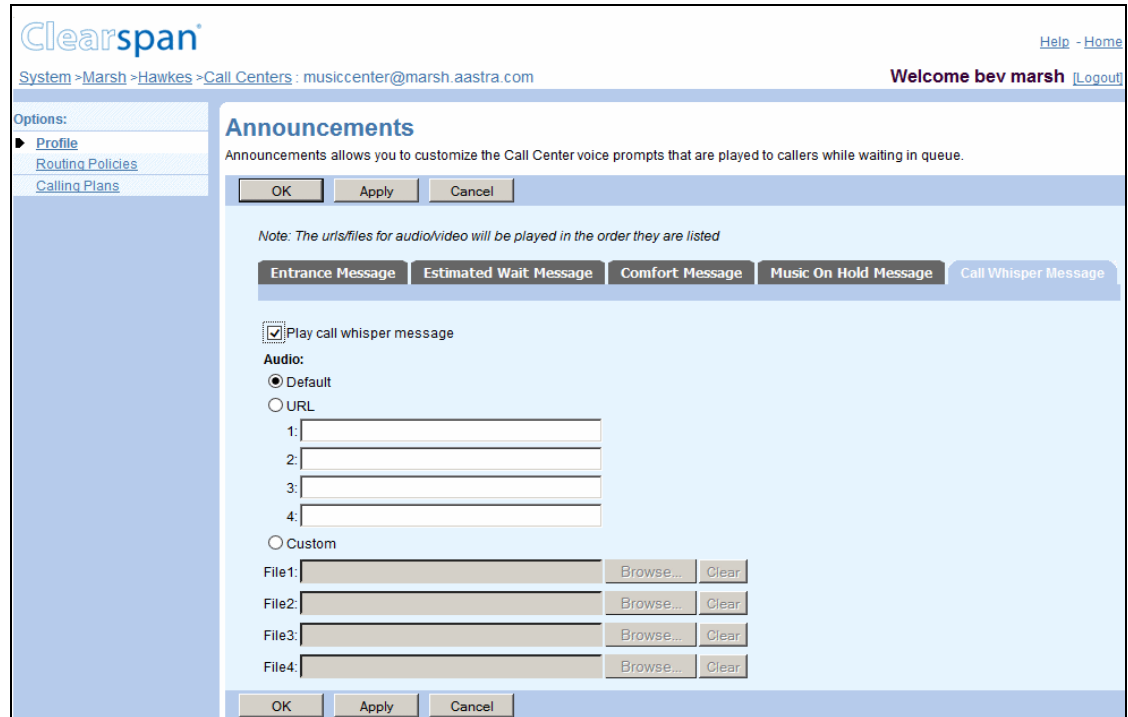 Clearspan®
Help - Home
System >Marsh >Hawkes >Call Centers : musiccenter@marsh.aastra.com
Welcome bev marsh [Logout]
Options:
Profile
Routing Policies
Calling Plans
Announcements
Announcements allows you to customize the Call Center voice prompts that are played to callers while waiting in queue.
OK Apply Cancel
Note: The urls/files for audio/video will be played in the order they are listed
Entrance Message Estimated Wait Message Comfort Message Music On Hold Message Call Whisper Message
Play call whisper message
Audio:
Default
URL
1:
2:
3:
4:
Custom
File1: Browse... Clear
File2: Browse... Clear
File3: Browse... Clear
File4: Browse... Clear
OK Apply Cancel